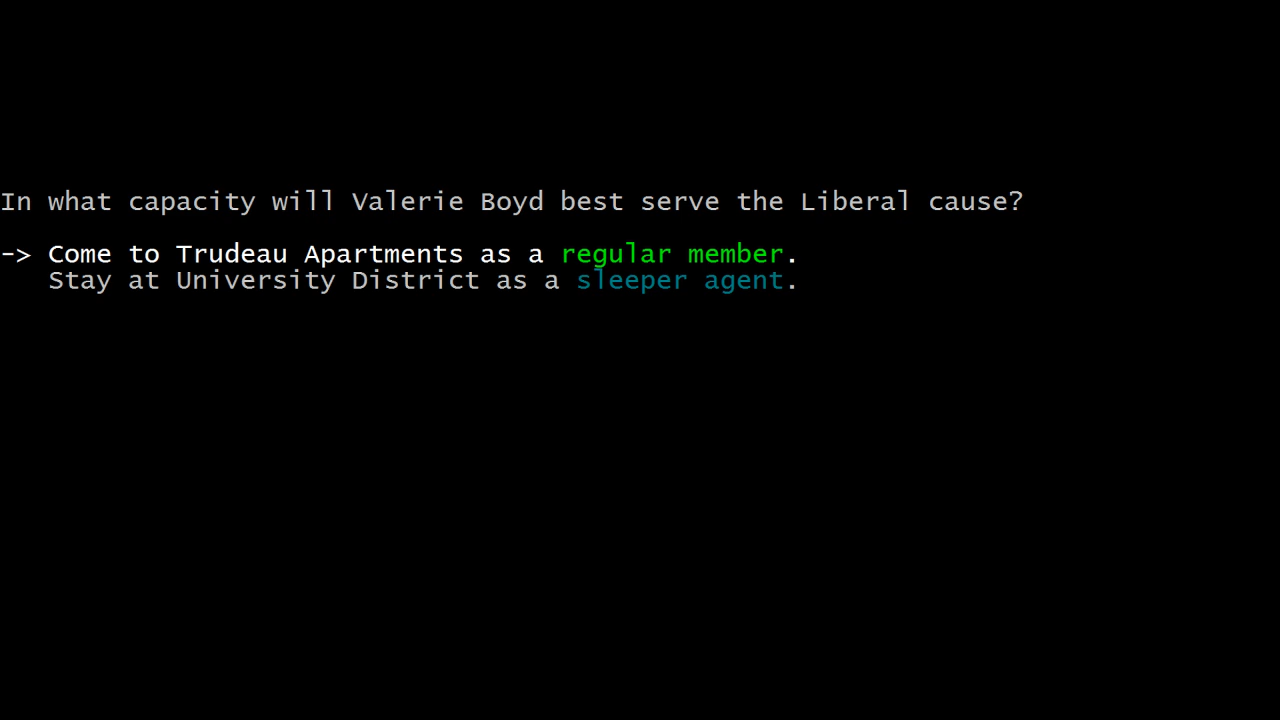 In what capacity will Valerie Boyd best serve the Liberal cause?
-> Come to Trudeau Apartments as a regular member.
Stay at University District as a sleeper agent.